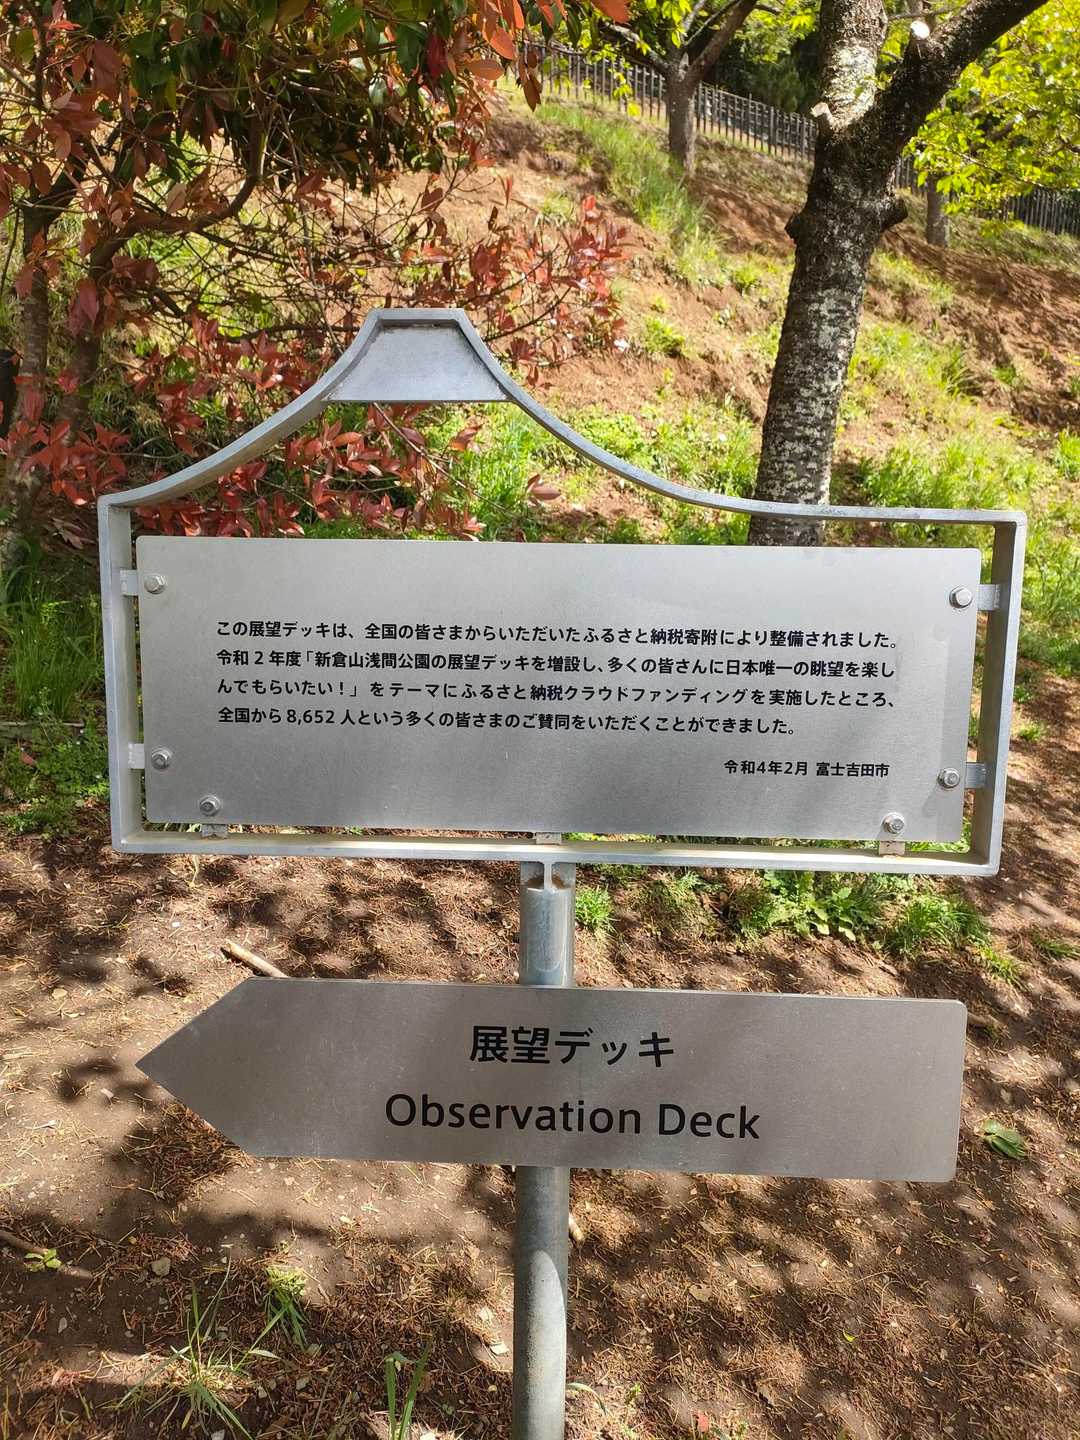 この展望デッキは、全国の皆さまからいただいたふるさと納税寄附により整備されました。
令和2年度「新倉山浅間公園の展望デッキを増設し、多くの皆さんに日本唯一の眺望を楽し
んでもらいたい！」をテーマにふるさと納税クラウドファンディングを実施したところ、
全国から8,652人という多くの皆さまのご賛同をいただくことができました。
令和4年2月 富士吉田市
展望デッキ
Observation Deck